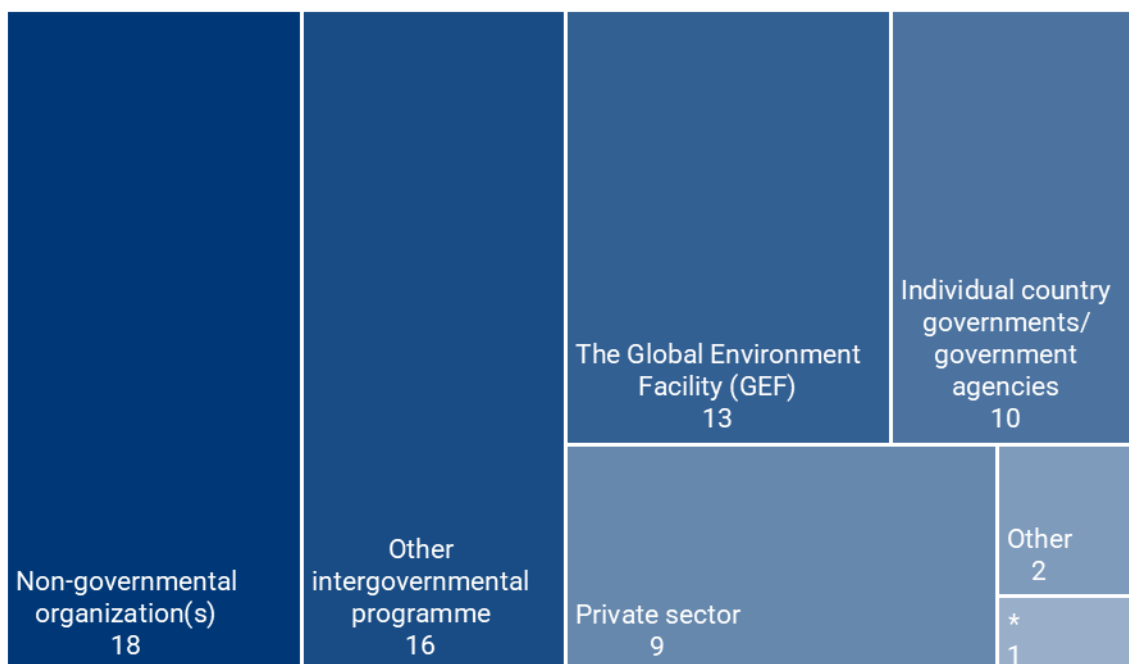 Non-governmental
organization(s)
18
Other
intergovernmental
programme
16
The Global Environment
Facility (GEF)
13
Individual country
governments/
government
agencies
10
Private sector
9
Other
2
*
1